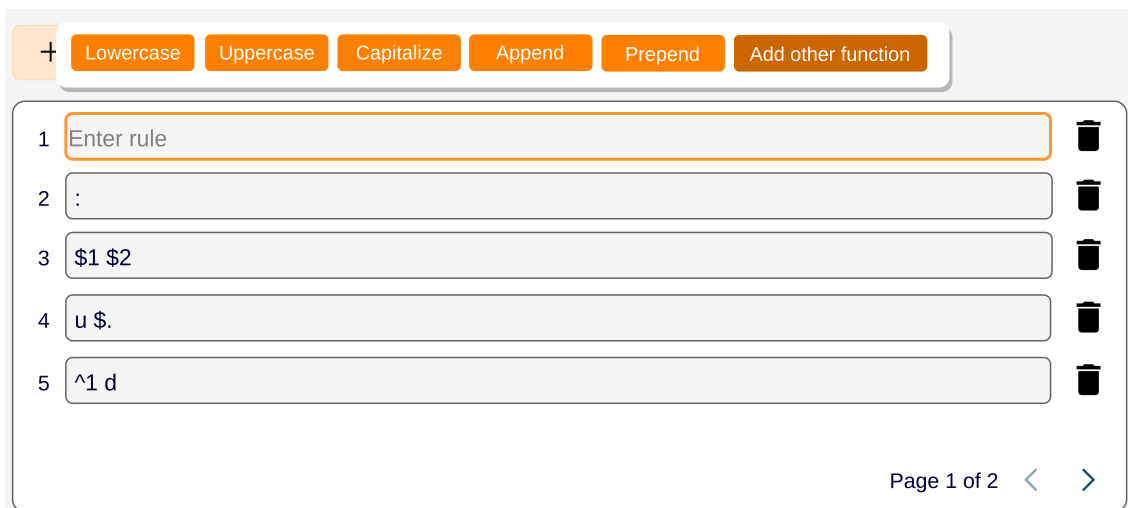 + Lowercase Uppercase Capitalize Append Prepend Add other function
1 Enter rule
2 :
3 $1 $2
4 u $.
5 ^1 d
Page 1 of 2